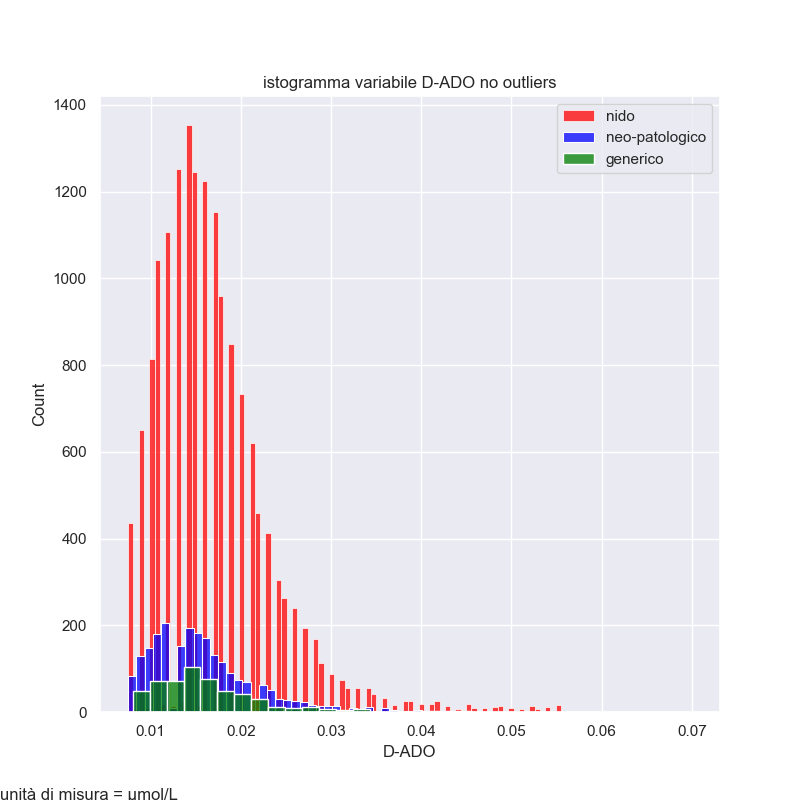 istogramma variabile D-ADO no outliers
nido
neo-patologico
generico
1400
1200
1000
800
600
400
200
0
Count
0.01 0.02 0.03 0.04 0.05 0.06 0.07
D-ADO
unità di misura = μmol/L